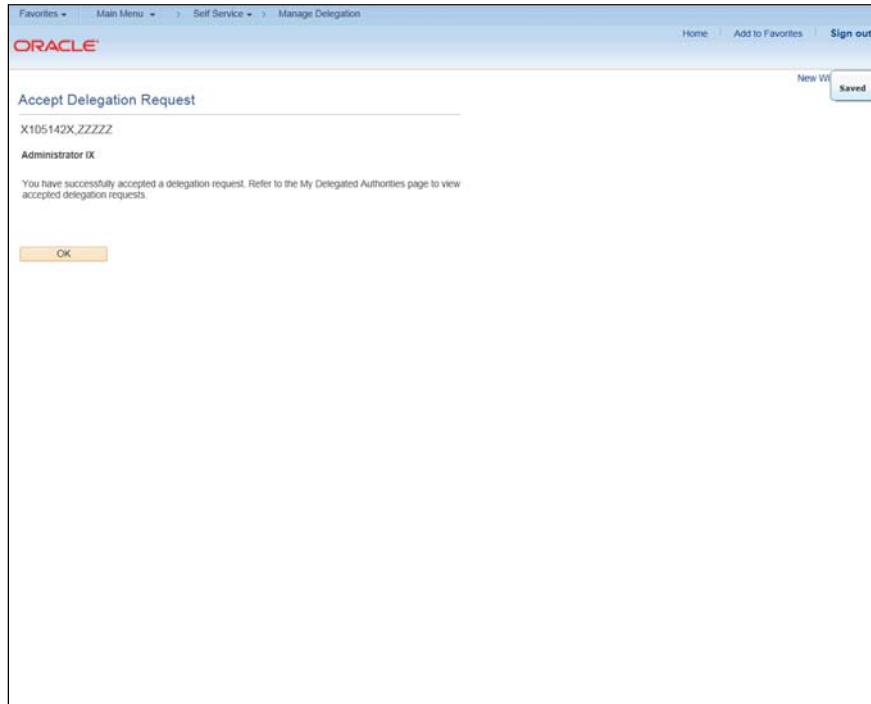 Favorites Main Menu > Self Service > Manage Delegation
Home Add to Favorites Sign out
ORACLE
New Wi
Saved
Accept Delegation Request
X105142X,ZZZZZ
Administrator IX
You have successfully accepted a delegation request. Refer to the My Delegated Authorities page to view
accepted delegation requests.
OK